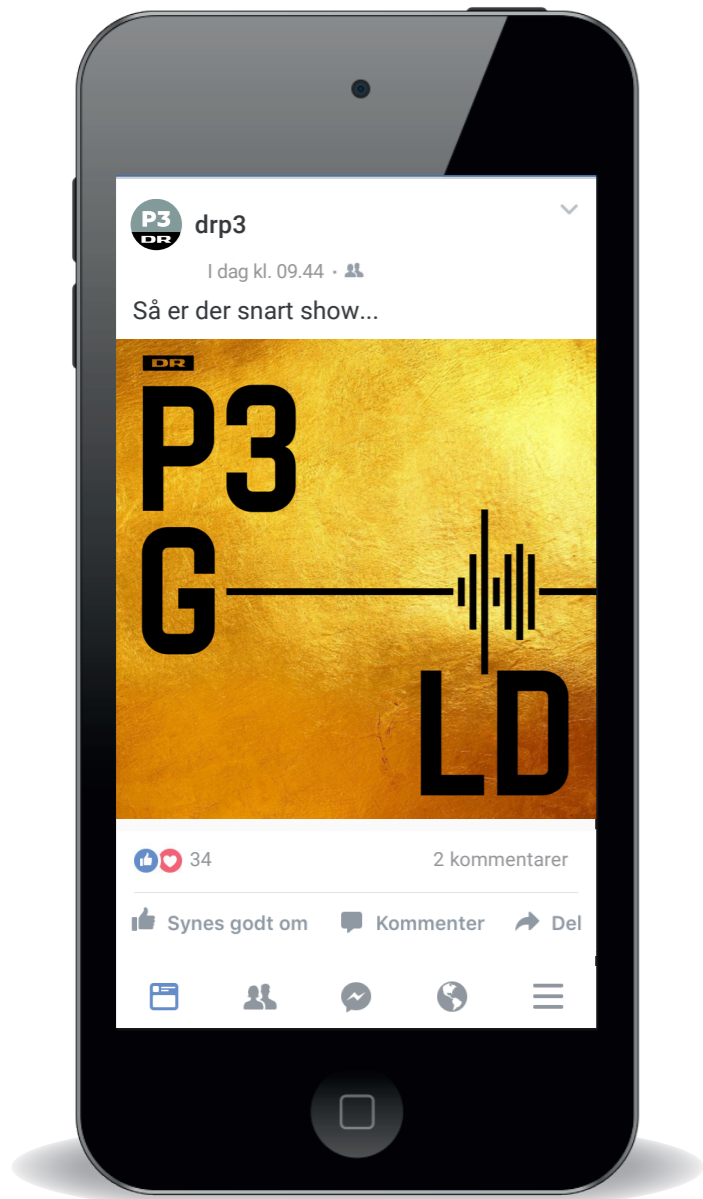 P3
DR
drp3
I dag kl. 09.44
Så er der snart show...
DR
P3
G
LD
34
2 kommentarer
Synes godt om Kommenter Del